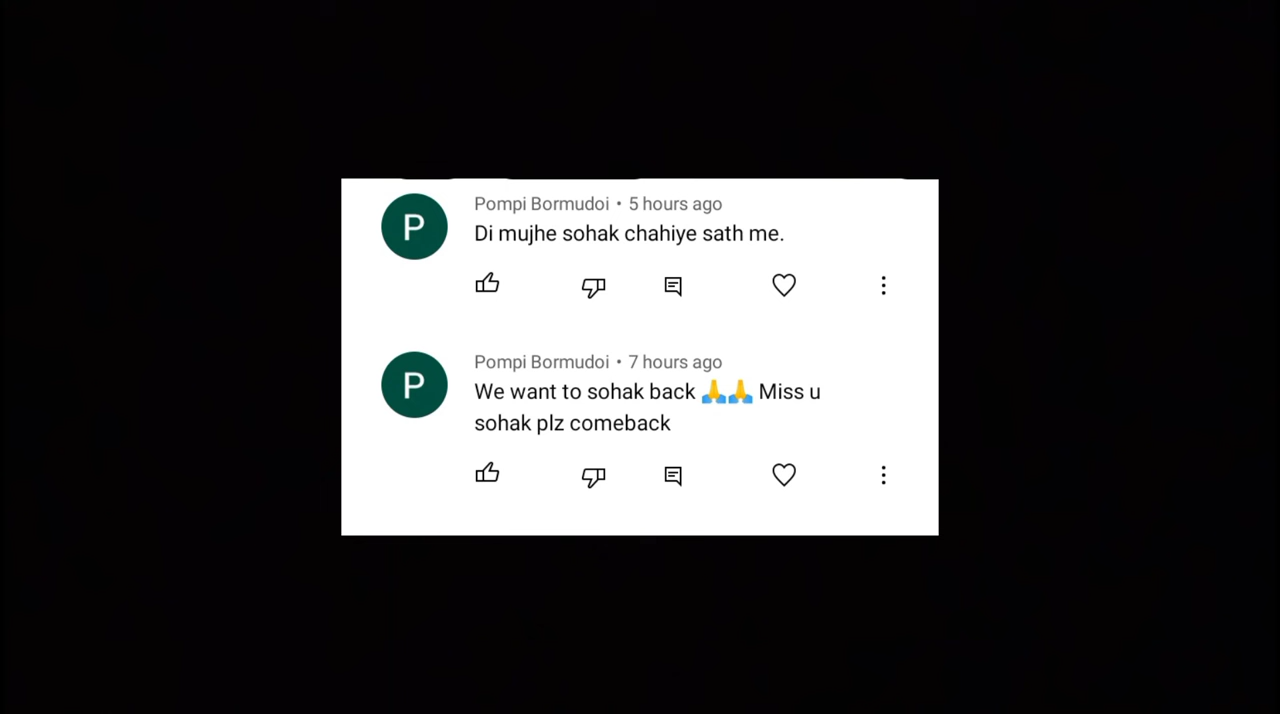 P
Pompi Bormudoi • 5 hours ago
Di mujhe sohak chahiye sath me.
P
Pompi Bormudoi • 7 hours ago
We want to sohak back 🙏🙏 Miss u
sohak plz comeback